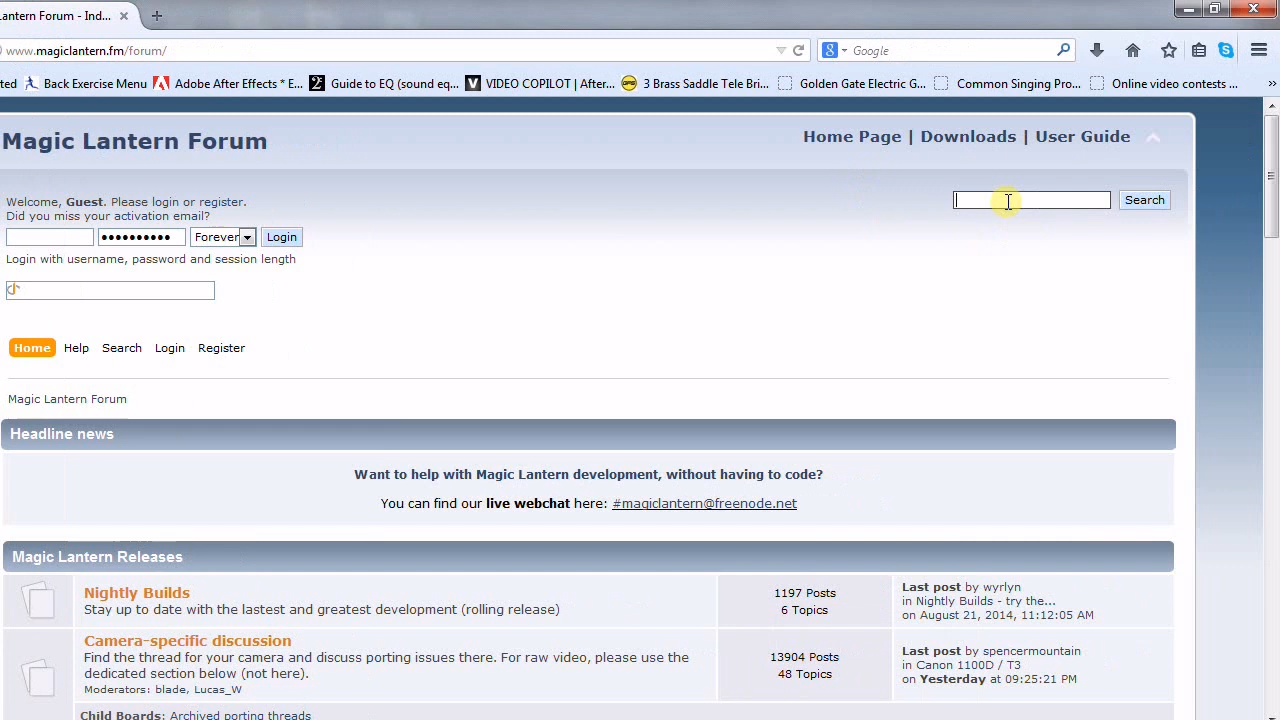 Lantern Forum - Ind...
www.magiclantern.fm/forum/
Google
ted Back Exercise Menu Adobe After Effects * E... Guide to EQ (sound eq... VIDEO COPILOT | After... 3 Brass Saddle Tele Bri... Golden Gate Electric G... Common Singing Pro... Online video contests ...
Magic Lantern Forum
Home Page | Downloads | User Guide
Welcome, Guest. Please login or register.
Did you miss your activation email?
Search
•••••••••• Forever Login
Login with username, password and session length
Home Help Search Login Register
Magic Lantern Forum
Headline news
Want to help with Magic Lantern development, without having to code?
You can find our live webchat here: #magiclantern@freenode.net
Magic Lantern Releases
Nightly Builds
Stay up to date with the lastest and greatest development (rolling release)
1197 Posts
6 Topics
Last post by wyrlyn
in Nightly Builds - try the...
on August 21, 2014, 11:12:05 AM
Camera-specific discussion
Find the thread for your camera and discuss porting issues there. For raw video, please use the
dedicated section below (not here).
Moderators: blade, Lucas_W
13904 Posts
48 Topics
Last post by spencermountain
in Canon 1100D / T3
on Yesterday at 09:25:21 PM
Child Boards: Archived porting threads